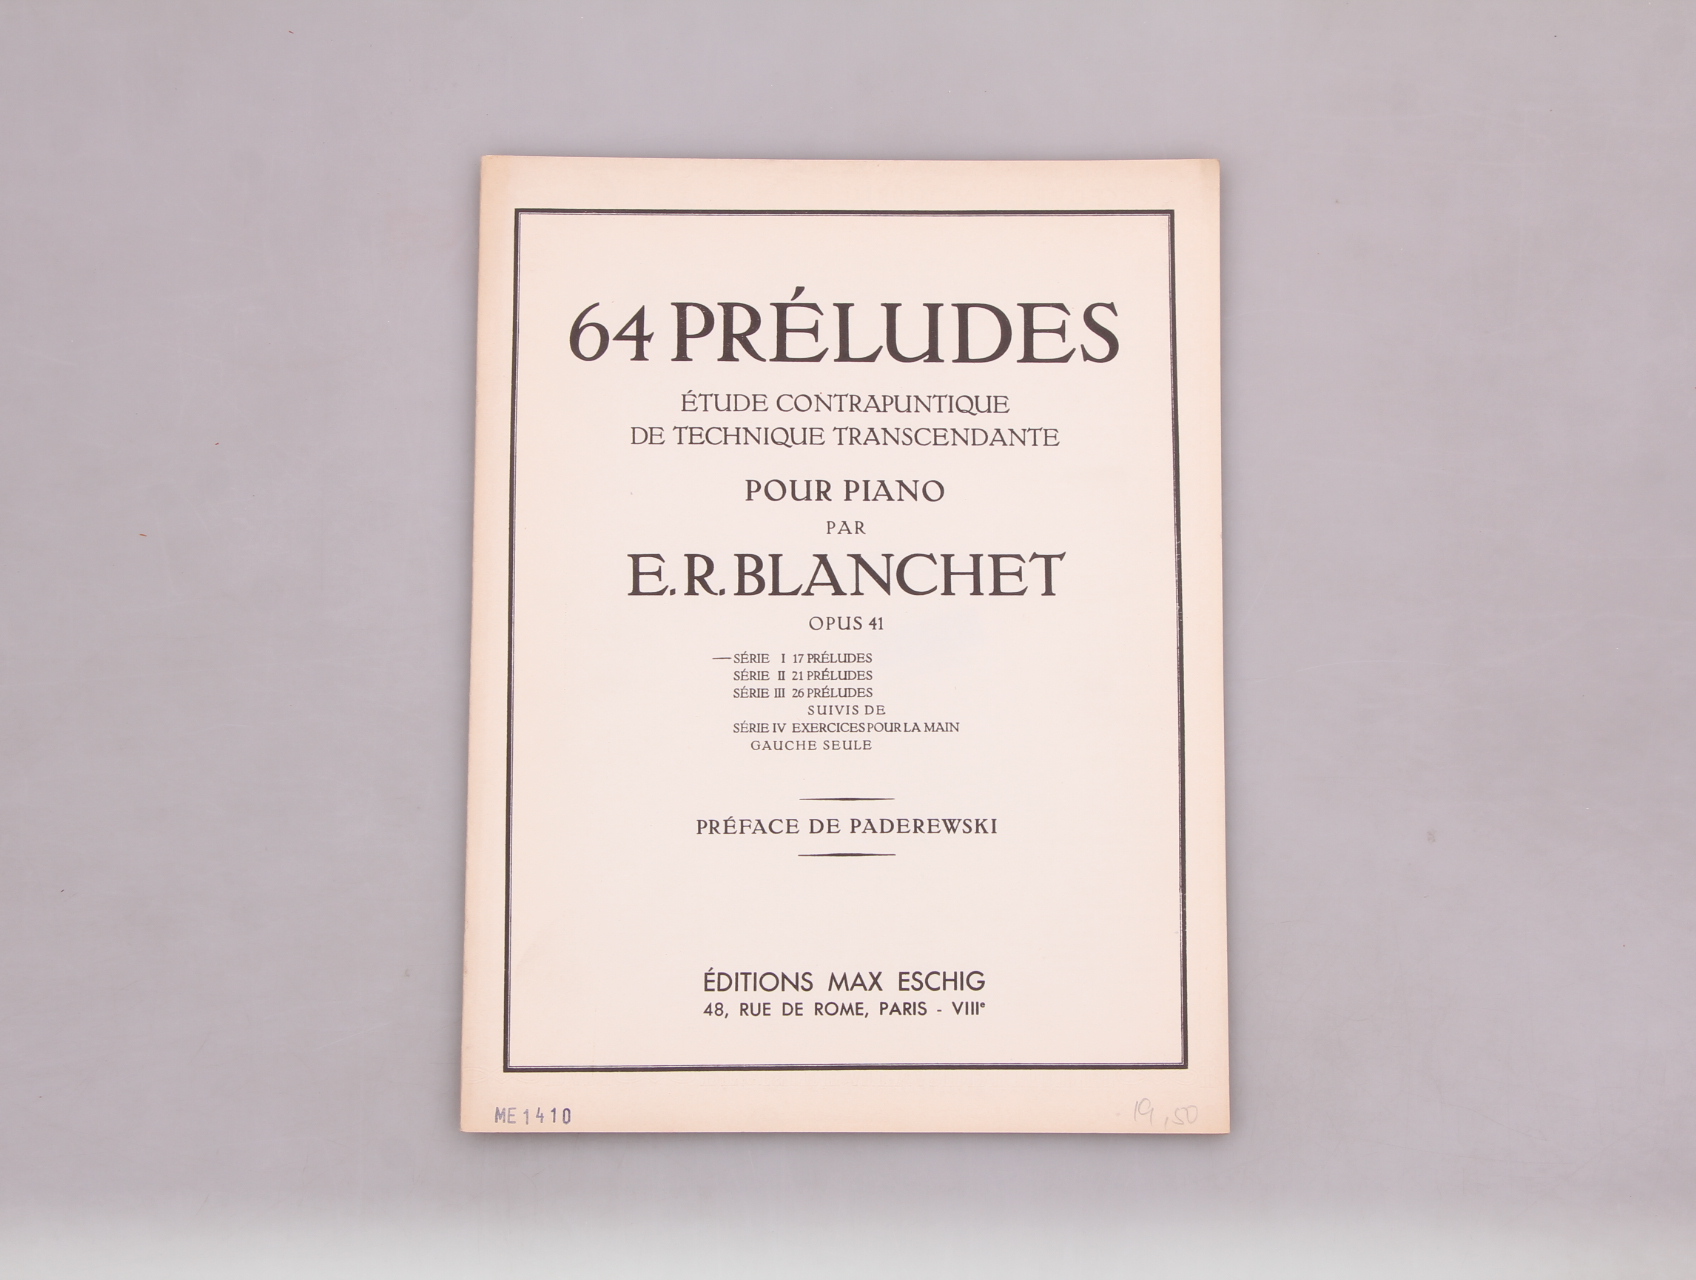 64 PRÉLUDES
ÉTUDE CONTRAPUNTIQUE
DE TECHNIQUE TRANSCENDANTE
POUR PIANO
PAR
E.R. BLANCHET
OPUS 41
—SÉRIE I 17 PRÉLUDES
SÉRIE II 21 PRÉLUDES
SÉRIE III 26 PRÉLUDES
SUIVIS DE
SÉRIE IV EXERCICES POUR LA MAIN
GAUCHE SEULE
PRÉFACE DE PADEREWSKI
ÉDITIONS MAX ESCHIG
48, RUE DE ROME, PARIS - VIIIe
ME 1410
19,50